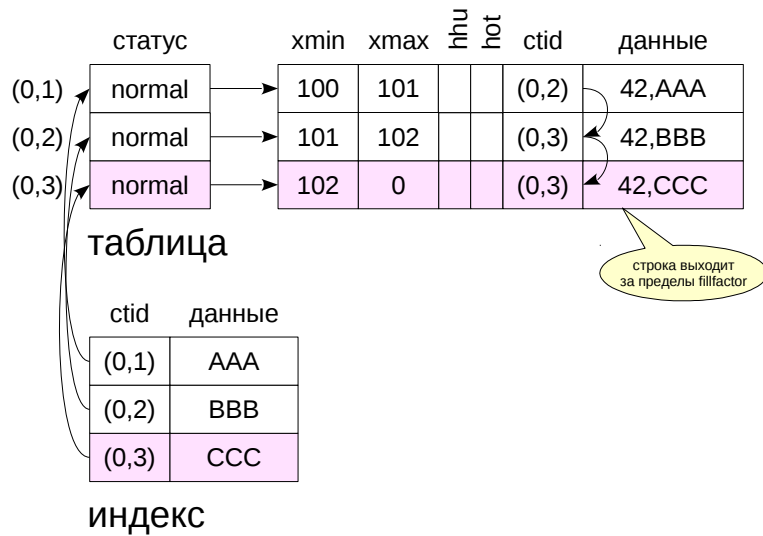 статус xmin xmax hhu hot ctid данные
(0,1) normal 100 101 (0,2) 42,AAA
(0,2) normal 101 102 (0,3) 42,BBB
(0,3) normal 102 0 (0,3) 42,CCC
таблица
строка выходит
за пределы fillfactor
ctid данные
(0,1) AAA
(0,2) BBB
(0,3) CCC
индекс